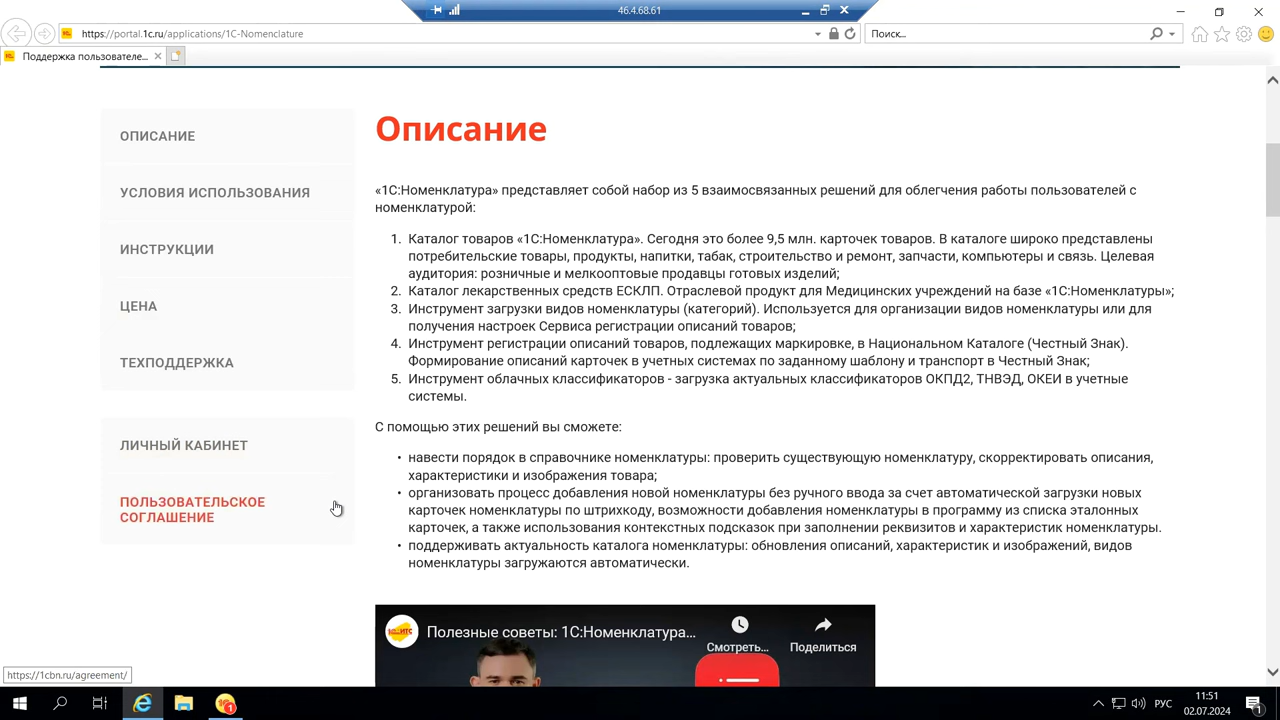 46.4.68.61
https://portal.1c.ru/applications/1C-Nomenclature
Поиск...
Поддержка пользователе...
ОПИСАНИЕ
УСЛОВИЯ ИСПОЛЬЗОВАНИЯ
ИНСТРУКЦИИ
ЦЕНА
ТЕХПОДДЕРЖКА
ЛИЧНЫЙ КАБИНЕТ
ПОЛЬЗОВАТЕЛЬСКОЕ
СОГЛАШЕНИЕ
Описание
«1С:Номенклатура» представляет собой набор из 5 взаимосвязанных решений для облегчения работы пользователей с
номенклатурой:
1. Каталог товаров «1С:Номенклатура». Сегодня это более 9,5 млн. карточек товаров. В каталоге широко представлены
потребительские товары, продукты, напитки, табак, строительство и ремонт, запчасти, компьютеры и связь. Целевая
аудитория: розничные и мелкооптовые продавцы готовых изделий;
2. Каталог лекарственных средств ЕСКЛП. Отраслевой продукт для Медицинских учреждений на базе «1С:Номенклатуры»;
3. Инструмент загрузки видов номенклатуры (категорий). Используется для организации видов номенклатуры или для
получения настроек Сервиса регистрации описаний товаров;
4. Инструмент регистрации описаний товаров, подлежащих маркировке, в Национальном Каталоге (Честный Знак).
Формирование описаний карточек в учетных системах по заданному шаблону и транспорт в Честный Знак;
5. Инструмент облачных классификаторов - загрузка актуальных классификаторов ОКПД2, ТНВЭД, ОКЕИ в учетные
системы.
С помощью этих решений вы сможете:
• навести порядок в справочнике номенклатуры: проверить существующую номенклатуру, скорректировать описания,
характеристики и изображения товара;
• организовать процесс добавления новой номенклатуры без ручного ввода за счет автоматической загрузки новых
карточек номенклатуры по штрихкоду, возможности добавления номенклатуры в программу из списка эталонных
карточек, а также использования контекстных подсказок при заполнении реквизитов и характеристик номенклатуры.
• поддерживать актуальность каталога номенклатуры: обновления описаний, характеристик и изображений, видов
номенклатуры загружаются автоматически.
Полезные советы: 1С:Номенклатура...
Смотреть...
Поделиться
https://1cbn.ru/agreement/
РУС
11:51
02.07.2024
1
1